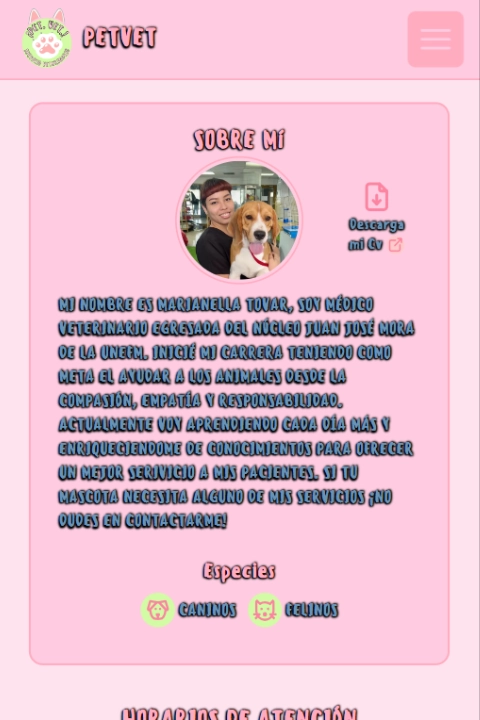 PETVET
SOBRE MÍ
Descarga
mi Cv
MI NOMBRE ES MARIANELLA TOVAR, SOY MÉDICO
VETERINARIO EGRESADA DEL NÚCLEO JUAN JOSÉ MORA
DE LA UNEFM. INICIÉ MI CARRERA TENIENDO COMO
META EL AYUDAR A LOS ANIMALES DESDE LA
COMPASIÓN, EMPATÍA Y RESPONSABILIDAD.
ACTUALMENTE VOY APRENDIENDO CADA DÍA MÁS Y
ENRIQUECIENDOME DE CONOCIMIENTOS PARA OFRECER
UN MEJOR SERIVICIO A MIS PACIENTES. SI TU
MASCOTA NECESITA ALGUNO DE MIS SERVICIOS ¡NO
DUDES EN CONTACTARME!
Especies
CANINOS FELINOS
HORARIOS DE ATENCIÓN